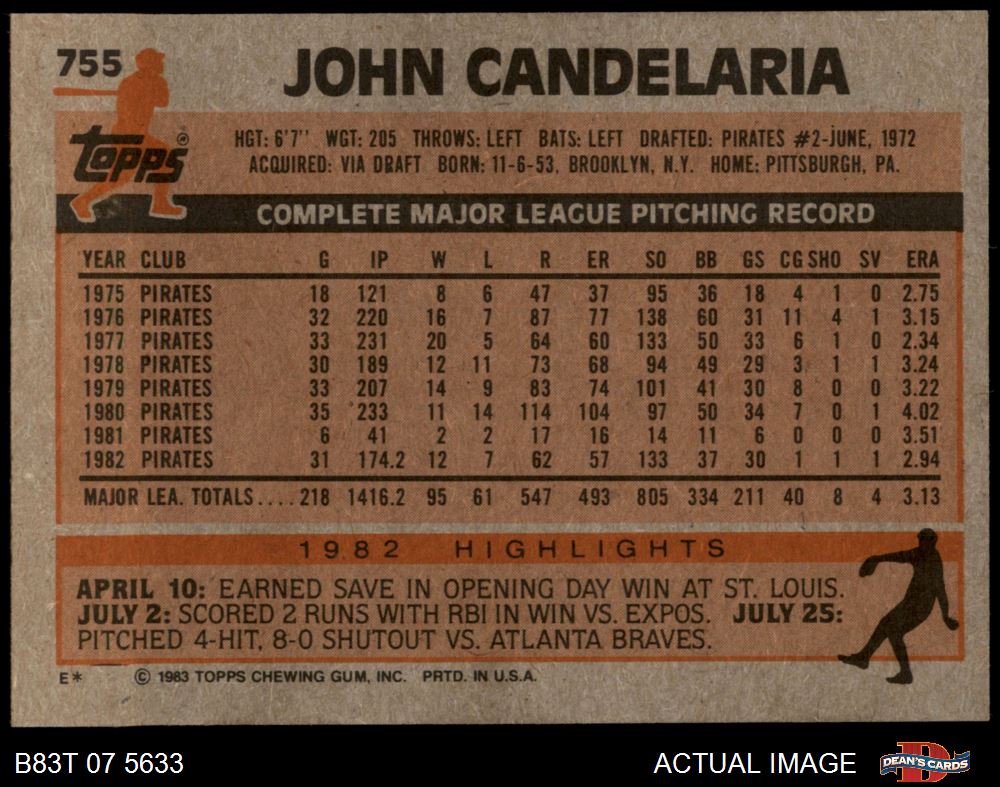 755
JOHN CANDELARIA
Topps®
HGT: 6'7'' WGT: 205 THROWS: LEFT BATS: LEFT DRAFTED: PIRATES #2-JUNE, 1972
ACQUIRED: VIA DRAFT BORN: 11-6-53, BROOKLYN, N.Y. HOME: PITTSBURGH, PA.
COMPLETE MAJOR LEAGUE PITCHING RECORD
YEAR CLUB G IP W L R ER SO BB GS CG SHO SV ERA
1975 PIRATES 18 121 8 6 47 37 95 36 18 4 1 0 2.75
1976 PIRATES 32 220 16 7 87 77 138 60 31 11 4 1 3.15
1977 PIRATES 33 231 20 5 64 60 133 50 33 6 1 0 2.34
1978 PIRATES 30 189 12 11 73 68 94 49 29 3 1 1 3.24
1979 PIRATES 33 207 14 9 83 74 101 41 30 8 0 0 3.22
1980 PIRATES 35 233 11 14 114 104 97 50 34 7 0 1 4.02
1981 PIRATES 6 41 2 2 17 16 14 11 6 0 0 0 3.51
1982 PIRATES 31 174.2 12 7 62 57 133 37 30 1 1 1 2.94
MAJOR LEA. TOTALS.... 218 1416.2 95 61 547 493 805 334 211 40 8 4 3.13
1982 HIGHLIGHTS
APRIL 10: EARNED SAVE IN OPENING DAY WIN AT ST. LOUIS.
JULY 2: SCORED 2 RUNS WITH RBI IN WIN VS. EXPOS. JULY 25:
PITCHED 4-HIT, 8-0 SHUTOUT VS. ATLANTA BRAVES.
E* © 1983 TOPPS CHEWING GUM, INC. PRTD. IN U.S.A.
B83T 07 5633 ACTUAL IMAGE D DEAN'S CARDS